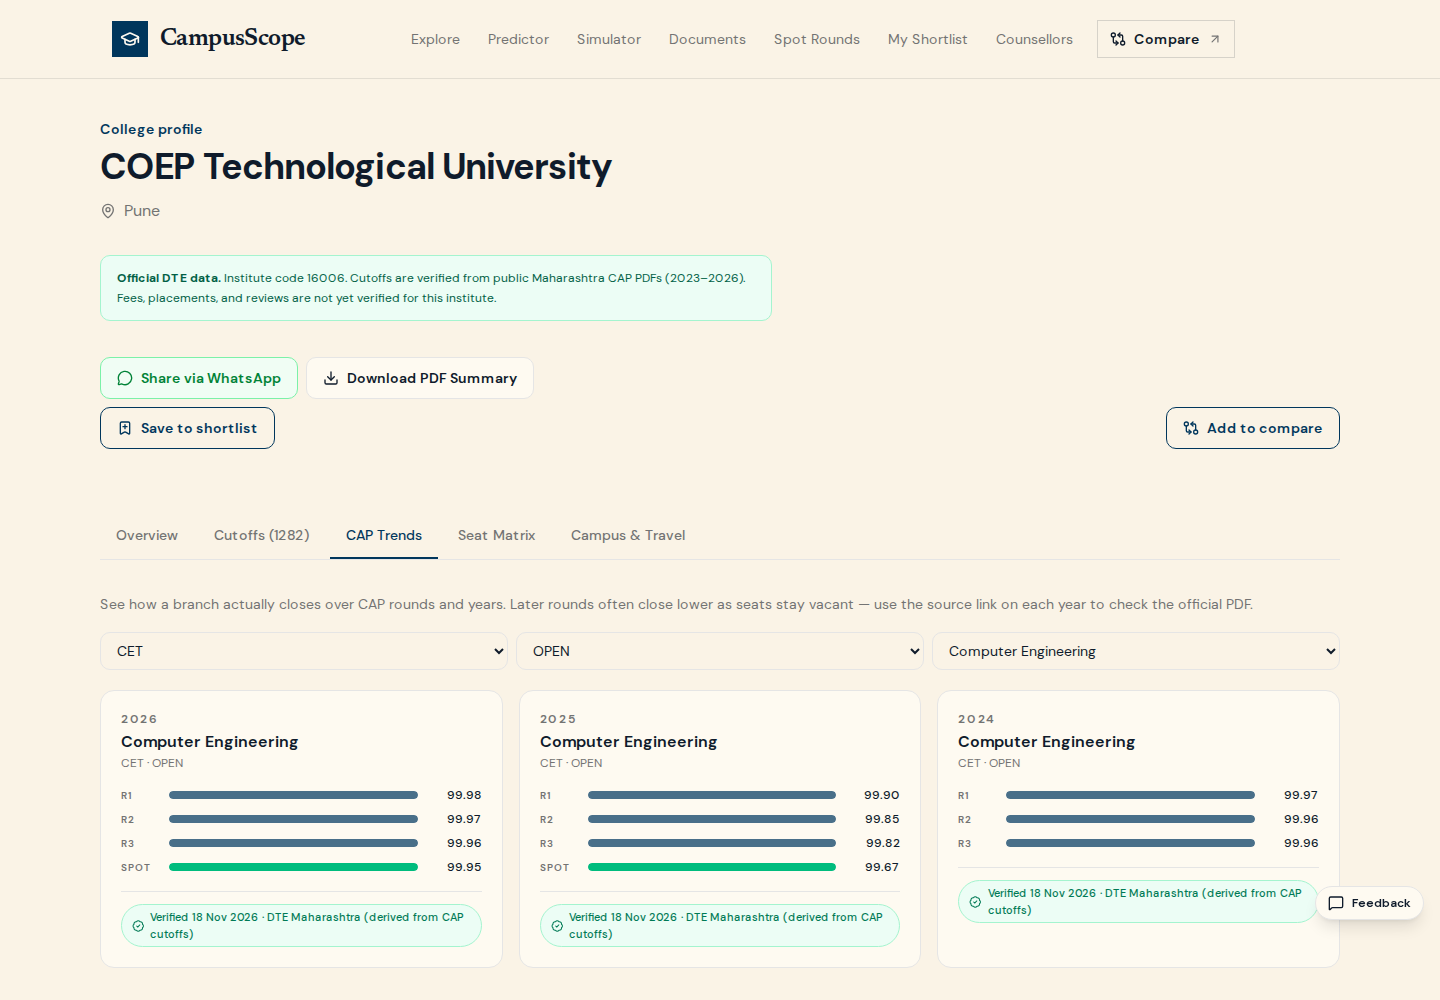 CampusScope
Explore
Predictor
Simulator
Documents
Spot Rounds
My Shortlist
Counsellors
Compare
College profile
COEP Technological University
Pune
Official DTE data. Institute code 16006. Cutoffs are verified from public Maharashtra CAP PDFs (2023–2026).
Fees, placements, and reviews are not yet verified for this institute.
Share via WhatsApp
Download PDF Summary
Save to shortlist
Add to compare
Overview
Cutoffs (1282)
CAP Trends
Seat Matrix
Campus & Travel
See how a branch actually closes over CAP rounds and years. Later rounds often close lower as seats stay vacant — use the source link on each year to check the official PDF.
CET
OPEN
Computer Engineering
2026
Computer Engineering
CET · OPEN
R1 99.98
R2 99.97
R3 99.96
SPOT 99.95
Verified 18 Nov 2026 · DTE Maharashtra (derived from CAP
cutoffs)
2025
Computer Engineering
CET · OPEN
R1 99.90
R2 99.85
R3 99.82
SPOT 99.67
Verified 18 Nov 2026 · DTE Maharashtra (derived from CAP
cutoffs)
2024
Computer Engineering
CET · OPEN
R1 99.97
R2 99.96
R3 99.96
Verified 18 Nov 2026 · DTE Maharashtra (derived from CAP
cutoffs)
Feedback